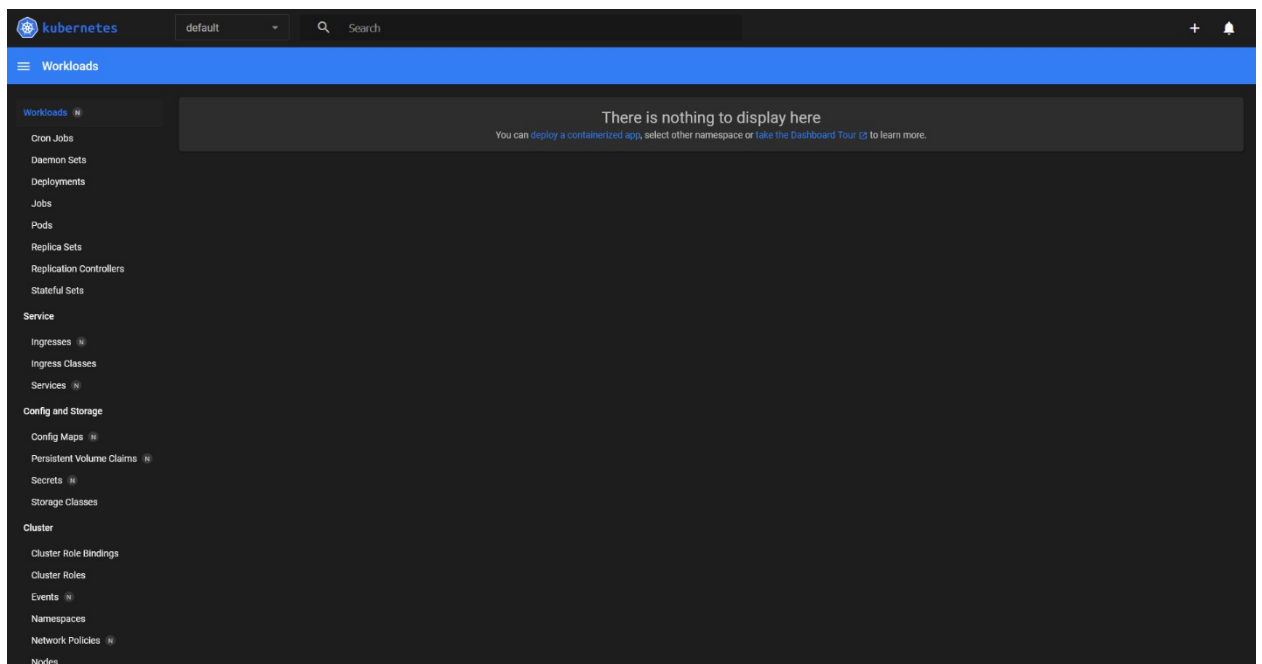 kubernetes
default
Search
Workloads
Workloads N
Cron Jobs
Daemon Sets
Deployments
Jobs
Pods
Replica Sets
Replication Controllers
Stateful Sets
Service
Ingresses N
Ingress Classes
Services N
Config and Storage
Config Maps N
Persistent Volume Claims N
Secrets N
Storage Classes
Cluster
Cluster Role Bindings
Cluster Roles
Events N
Namespaces
Network Policies N
Nodes
There is nothing to display here
You can deploy a containerized app, select other namespace or take the Dashboard Tour to learn more.